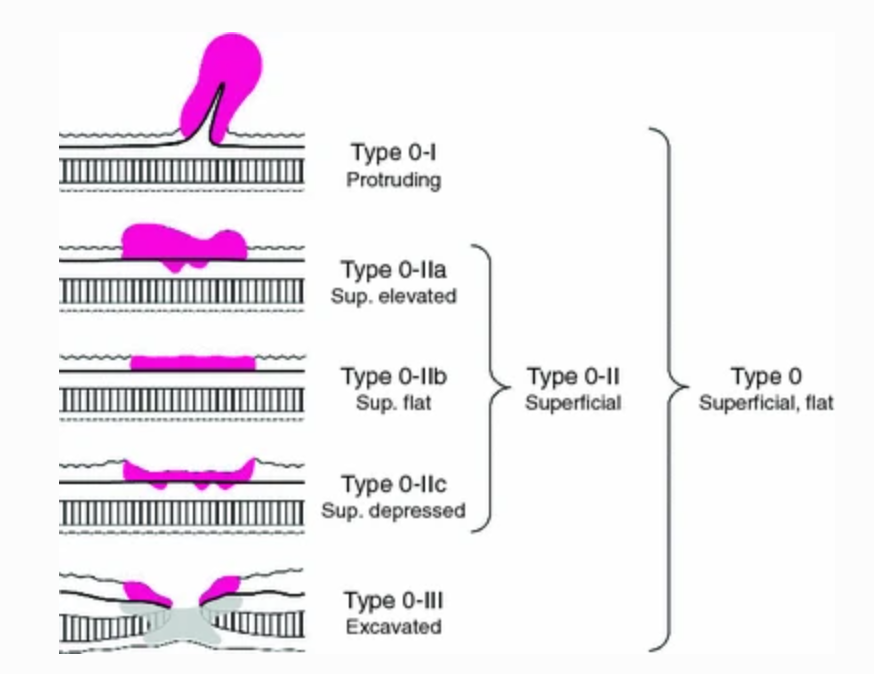 Type 0-I
Protruding
Type 0-IIa
Sup. elevated
Type 0-IIb
Sup. flat
Type 0-IIc
Sup. depressed
Type 0-III
Excavated
Type 0-II
Superficial
Type 0
Superficial, flat